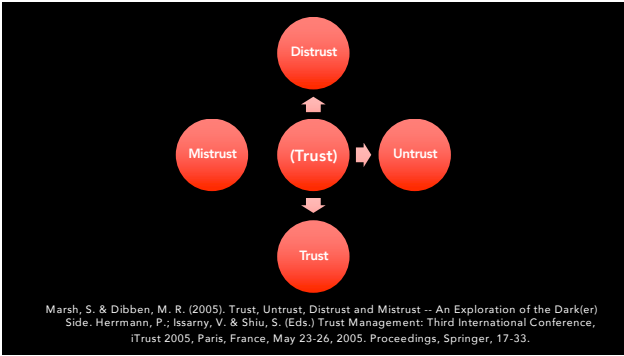 Distrust
Mistrust
(Trust)
Untrust
Trust
Marsh, S. & Dibben, M. R. (2005). Trust, Untrust, Distrust and Mistrust -- An Exploration of the Dark(er)
Side. Herrmann, P.; Issarny, V. & Shiu, S. (Eds.) Trust Management: Third International Conference,
iTrust 2005, Paris, France, May 23-26, 2005. Proceedings, Springer, 17-33.